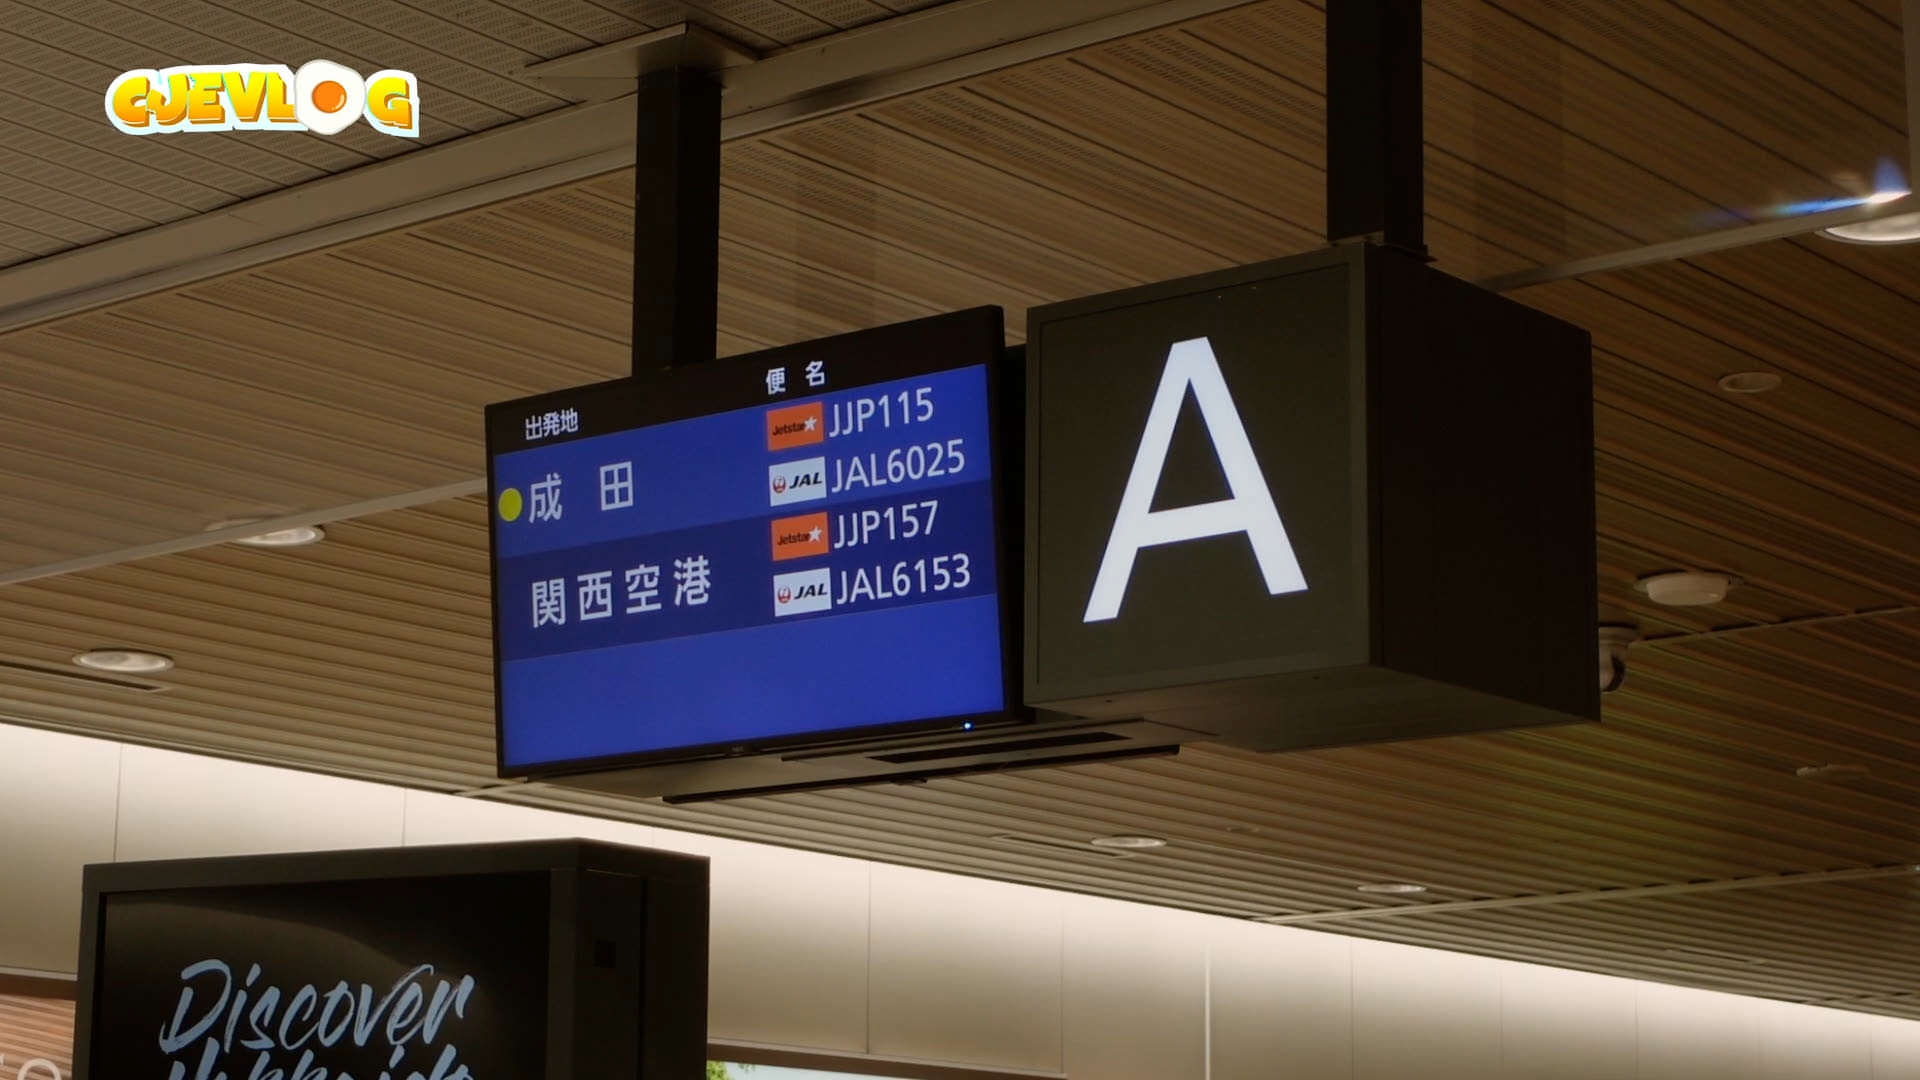 CJEVLOG
出発地 便名
成田 Jetstar JJP115
JAL JAL6025
関西空港 Jetstar JJP157
JAL JAL6153
A
Discover